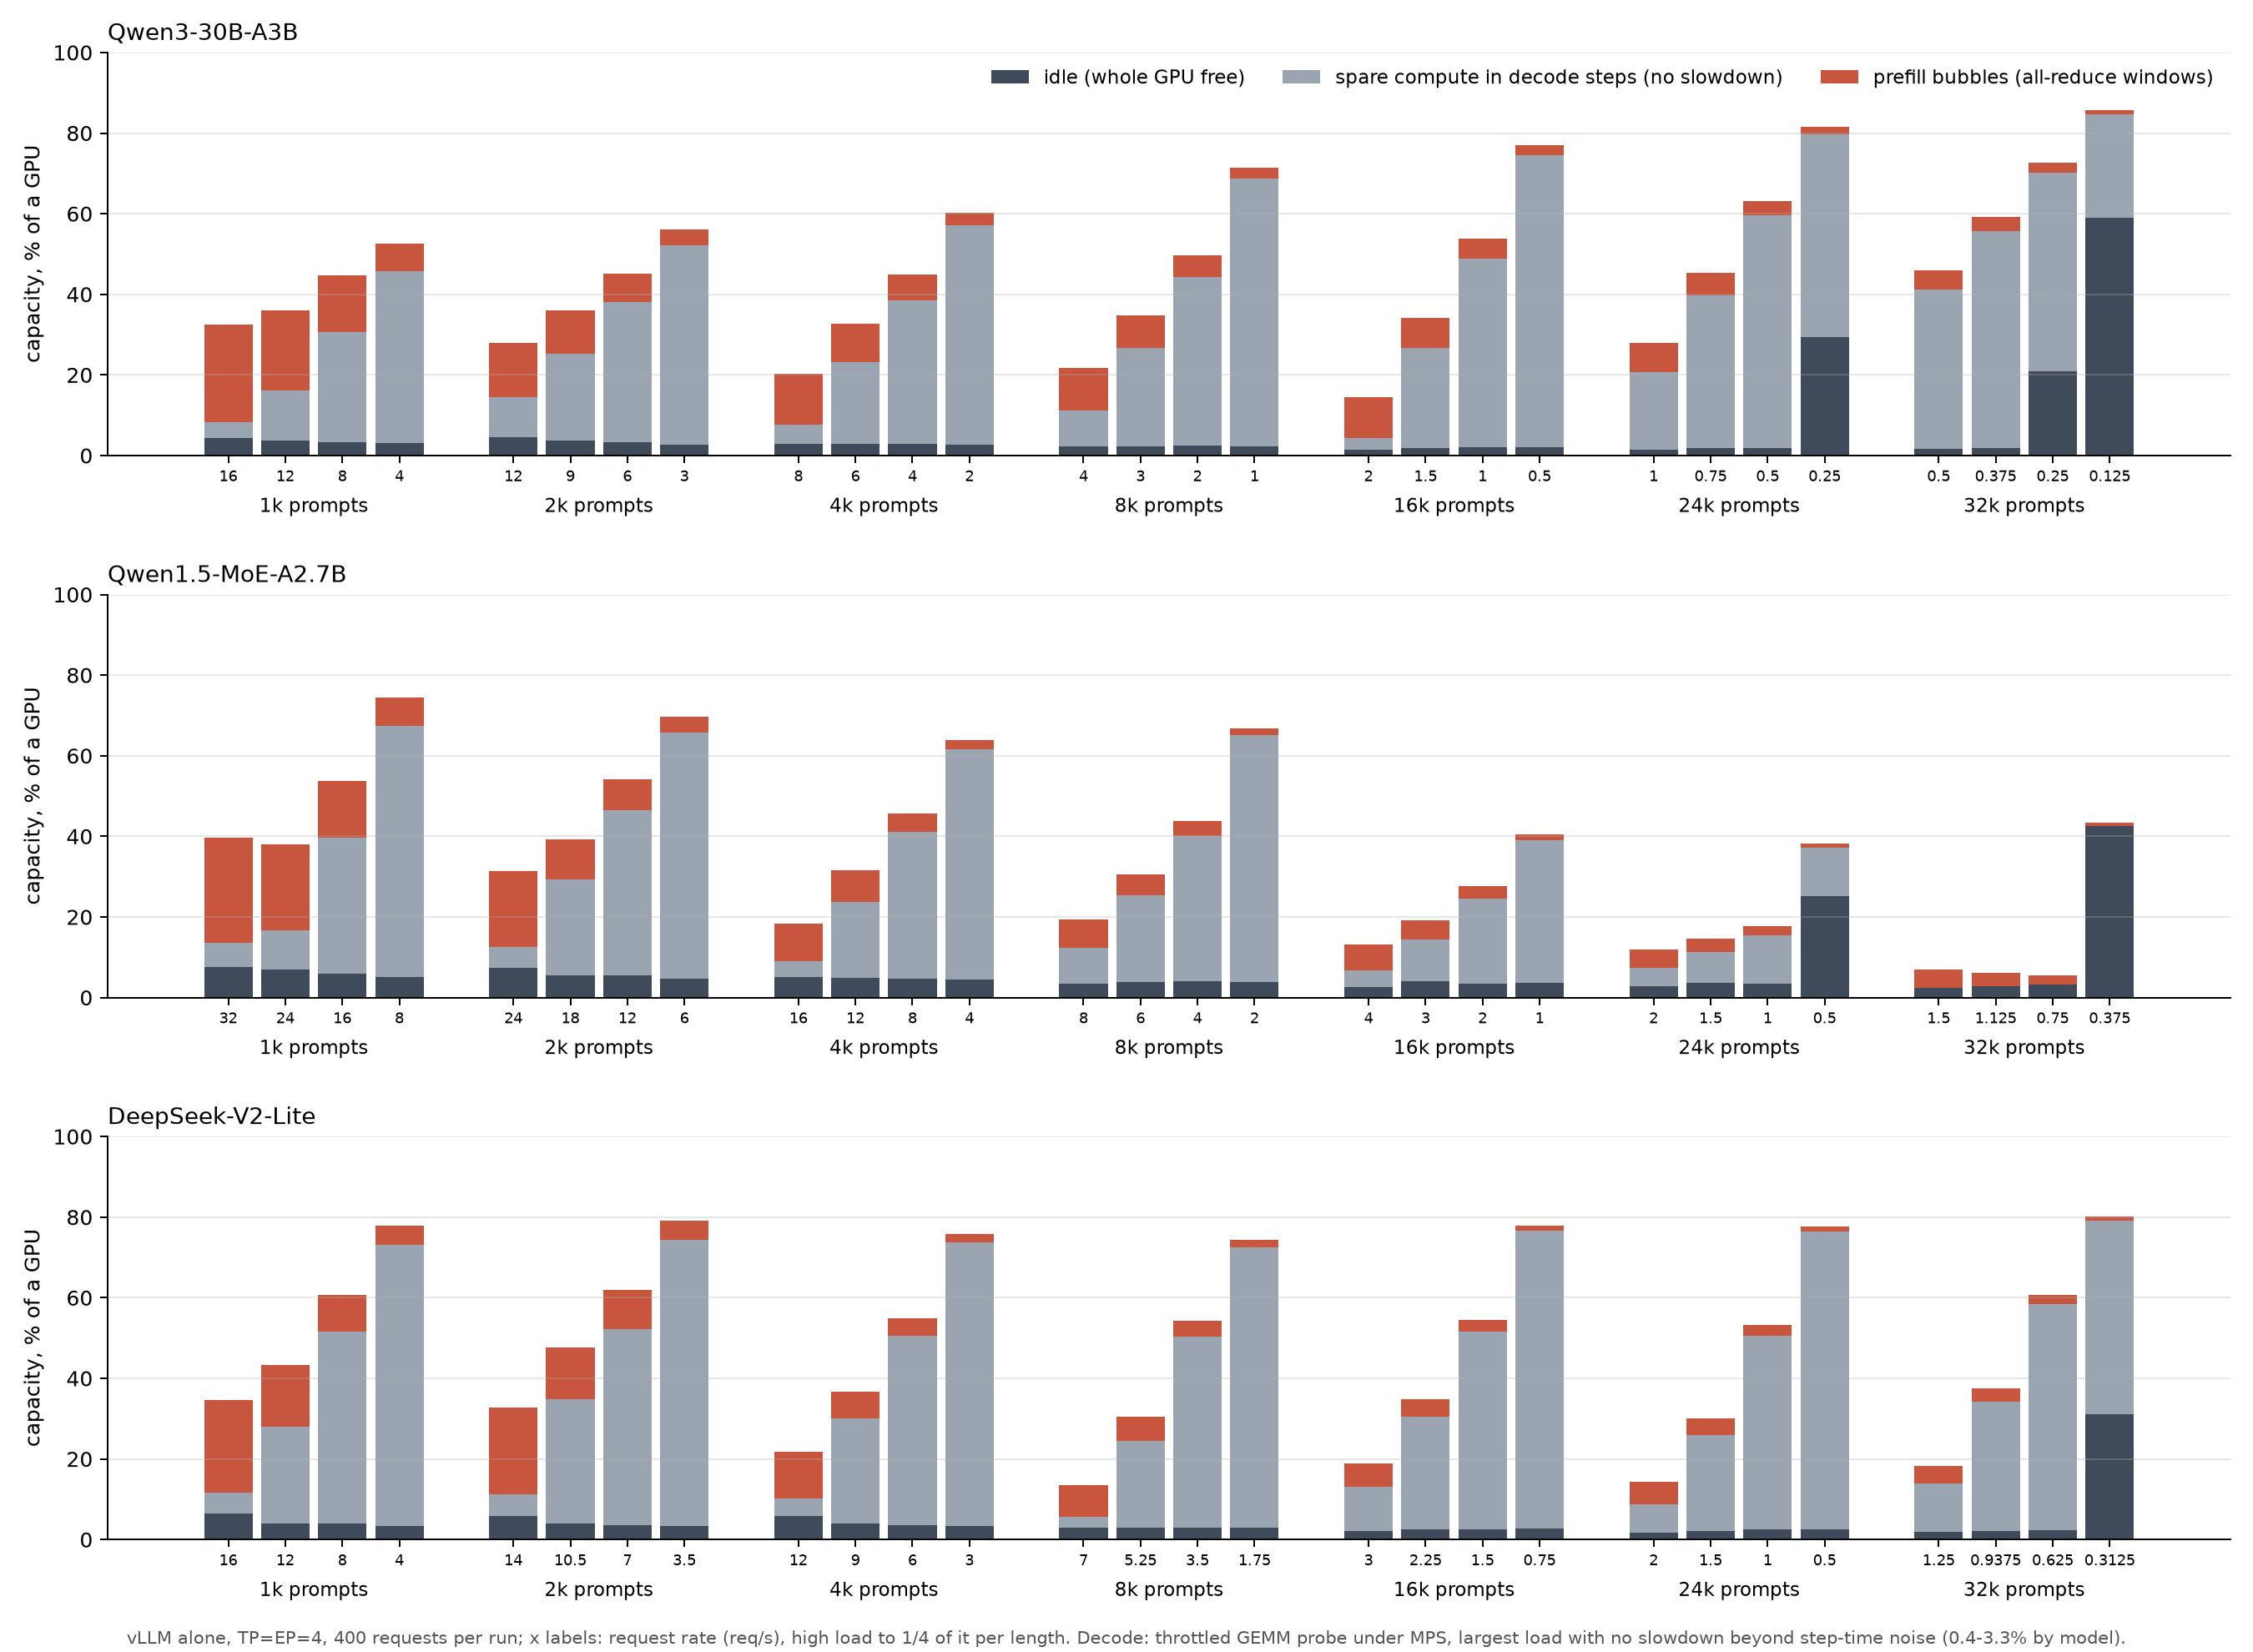 Qwen3-30B-A3B
idle (whole GPU free)
spare compute in decode steps (no slowdown)
prefill bubbles (all-reduce windows)
capacity, % of a GPU
100
80
60
40
20
0
16 12 8 4
12 9 6 3
8 6 4 2
4 3 2 1
2 1.5 1 0.5
1 0.75 0.5 0.25
0.5 0.375 0.25 0.125
1k prompts
2k prompts
4k prompts
8k prompts
16k prompts
24k prompts
32k prompts
Qwen1.5-MoE-A2.7B
capacity, % of a GPU
100
80
60
40
20
0
32 24 16 8
24 18 12 6
16 12 8 4
8 6 4 2
4 3 2 1
2 1.5 1 0.5
1.5 1.125 0.75 0.375
1k prompts
2k prompts
4k prompts
8k prompts
16k prompts
24k prompts
32k prompts
DeepSeek-V2-Lite
capacity, % of a GPU
100
80
60
40
20
0
16 12 8 4
14 10.5 7 3.5
12 9 6 3
7 5.25 3.5 1.75
3 2.25 1.5 0.75
2 1.5 1 0.5
1.25 0.9375 0.625 0.3125
1k prompts
2k prompts
4k prompts
8k prompts
16k prompts
24k prompts
32k prompts
vLLM alone, TP=EP=4, 400 requests per run; x labels: request rate (req/s), high load to 1/4 of it per length. Decode: throttled GEMM probe under MPS, largest load with no slowdown beyond step-time noise (0.4-3.3% by model).